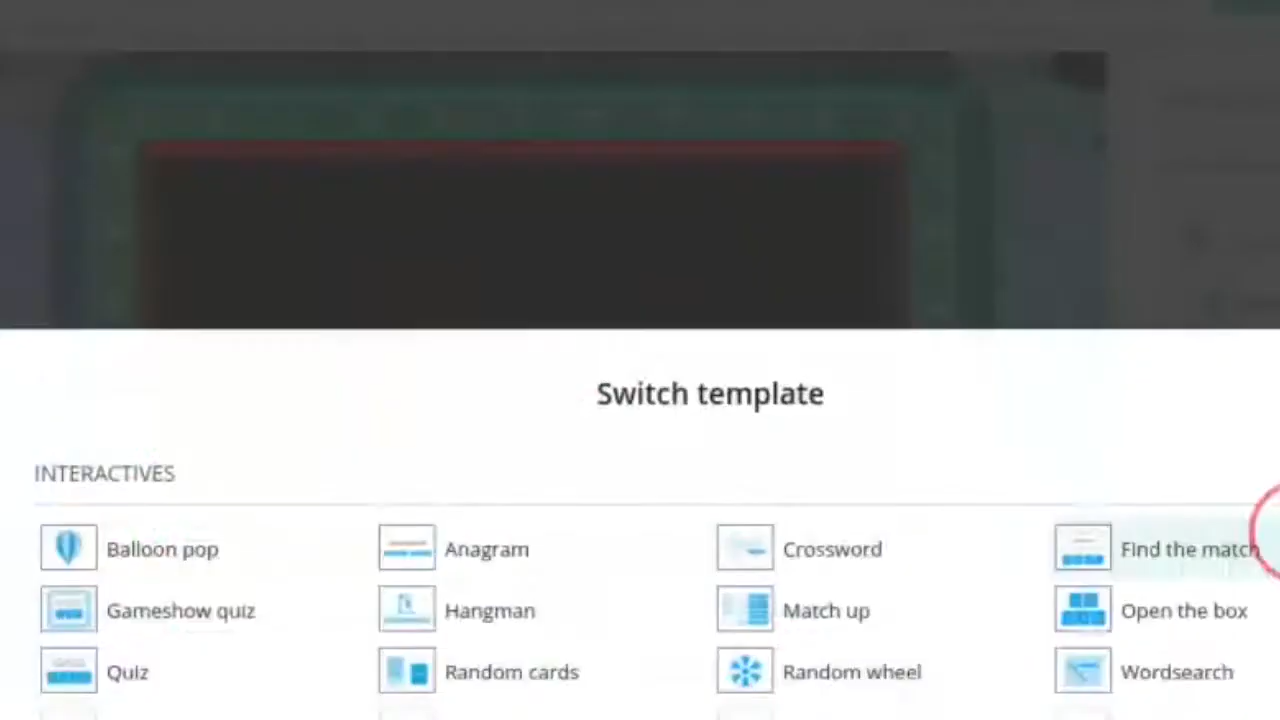 Switch template
INTERACTIVES
Balloon pop Anagram Crossword Find the match
Gameshow quiz Hangman Match up Open the box
Quiz Random cards Random wheel Wordsearch